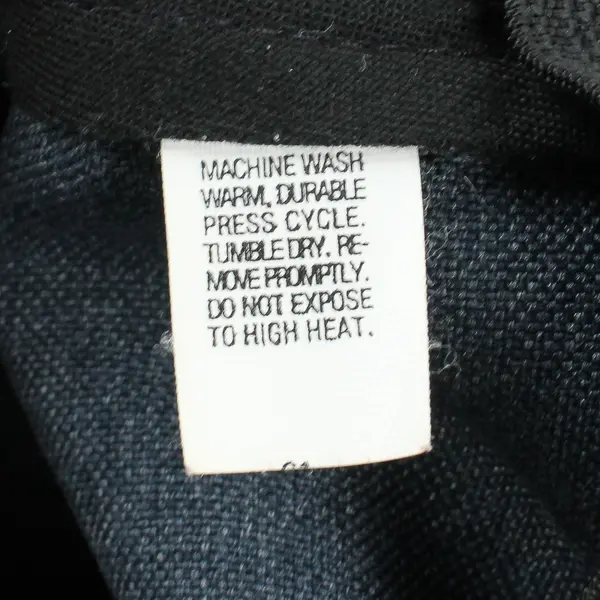 MACHINE WASH
WARM, DURABLE
PRESS CYCLE.
TUMBLE DRY. RE-
MOVE PROMPTLY.
DO NOT EXPOSE
TO HIGH HEAT.